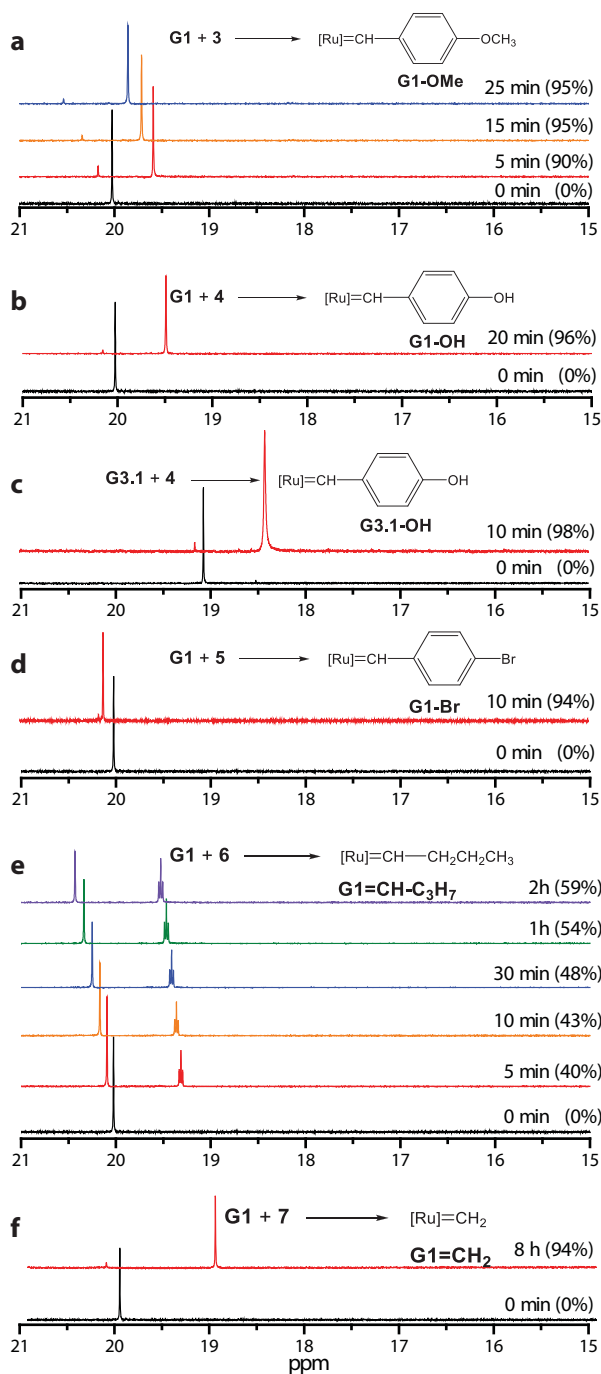 a
G1 + 3
[Ru]=CH
OCH₃
G1-OMe
25 min (95%)
15 min (95%)
5 min (90%)
0 min (0%)
21 20 19 18 17 16 15
b
G1 + 4
[Ru]=CH
OH
G1-OH
20 min (96%)
0 min (0%)
21 20 19 18 17 16 15
c
G3.1 + 4
[Ru]=CH
OH
G3.1-OH
10 min (98%)
0 min (0%)
21 20 19 18 17 16 15
d
G1 + 5
[Ru]=CH
Br
G1-Br
10 min (94%)
0 min (0%)
21 20 19 18 17 16 15
e
G1 + 6
[Ru]=CH—CH₂CH₂CH₃
G1=CH-C₃H₇
2h (59%)
1h (54%)
30 min (48%)
10 min (43%)
5 min (40%)
0 min (0%)
21 20 19 18 17 16 15
f
G1 + 7
[Ru]=CH₂
G1=CH₂
8 h (94%)
0 min (0%)
21 20 19 18 17 16 15
ppm